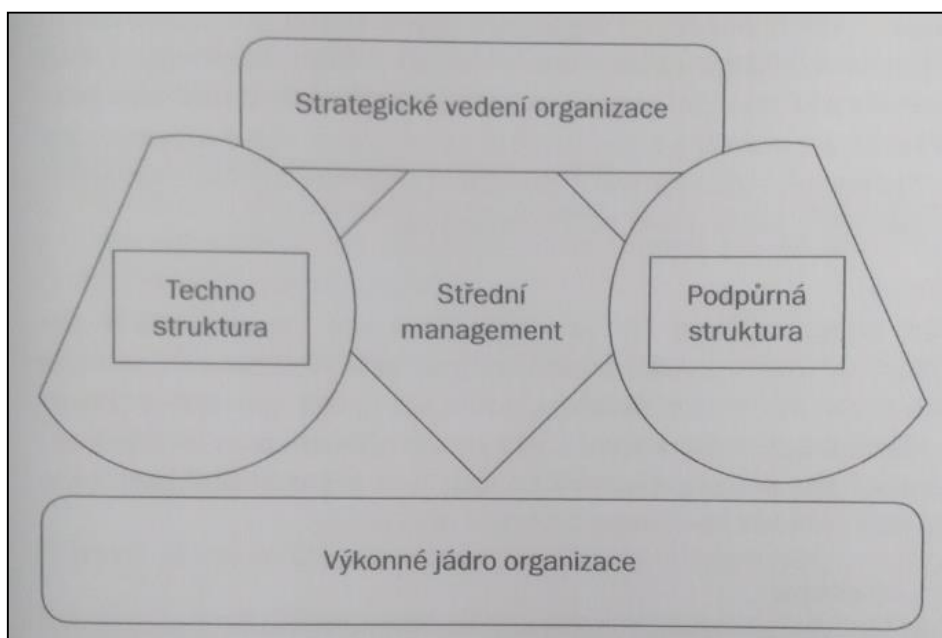 Strategické vedení organizace
Techno
struktura
Střední
management
Podpůrná
struktura
Výkonné jádro organizace